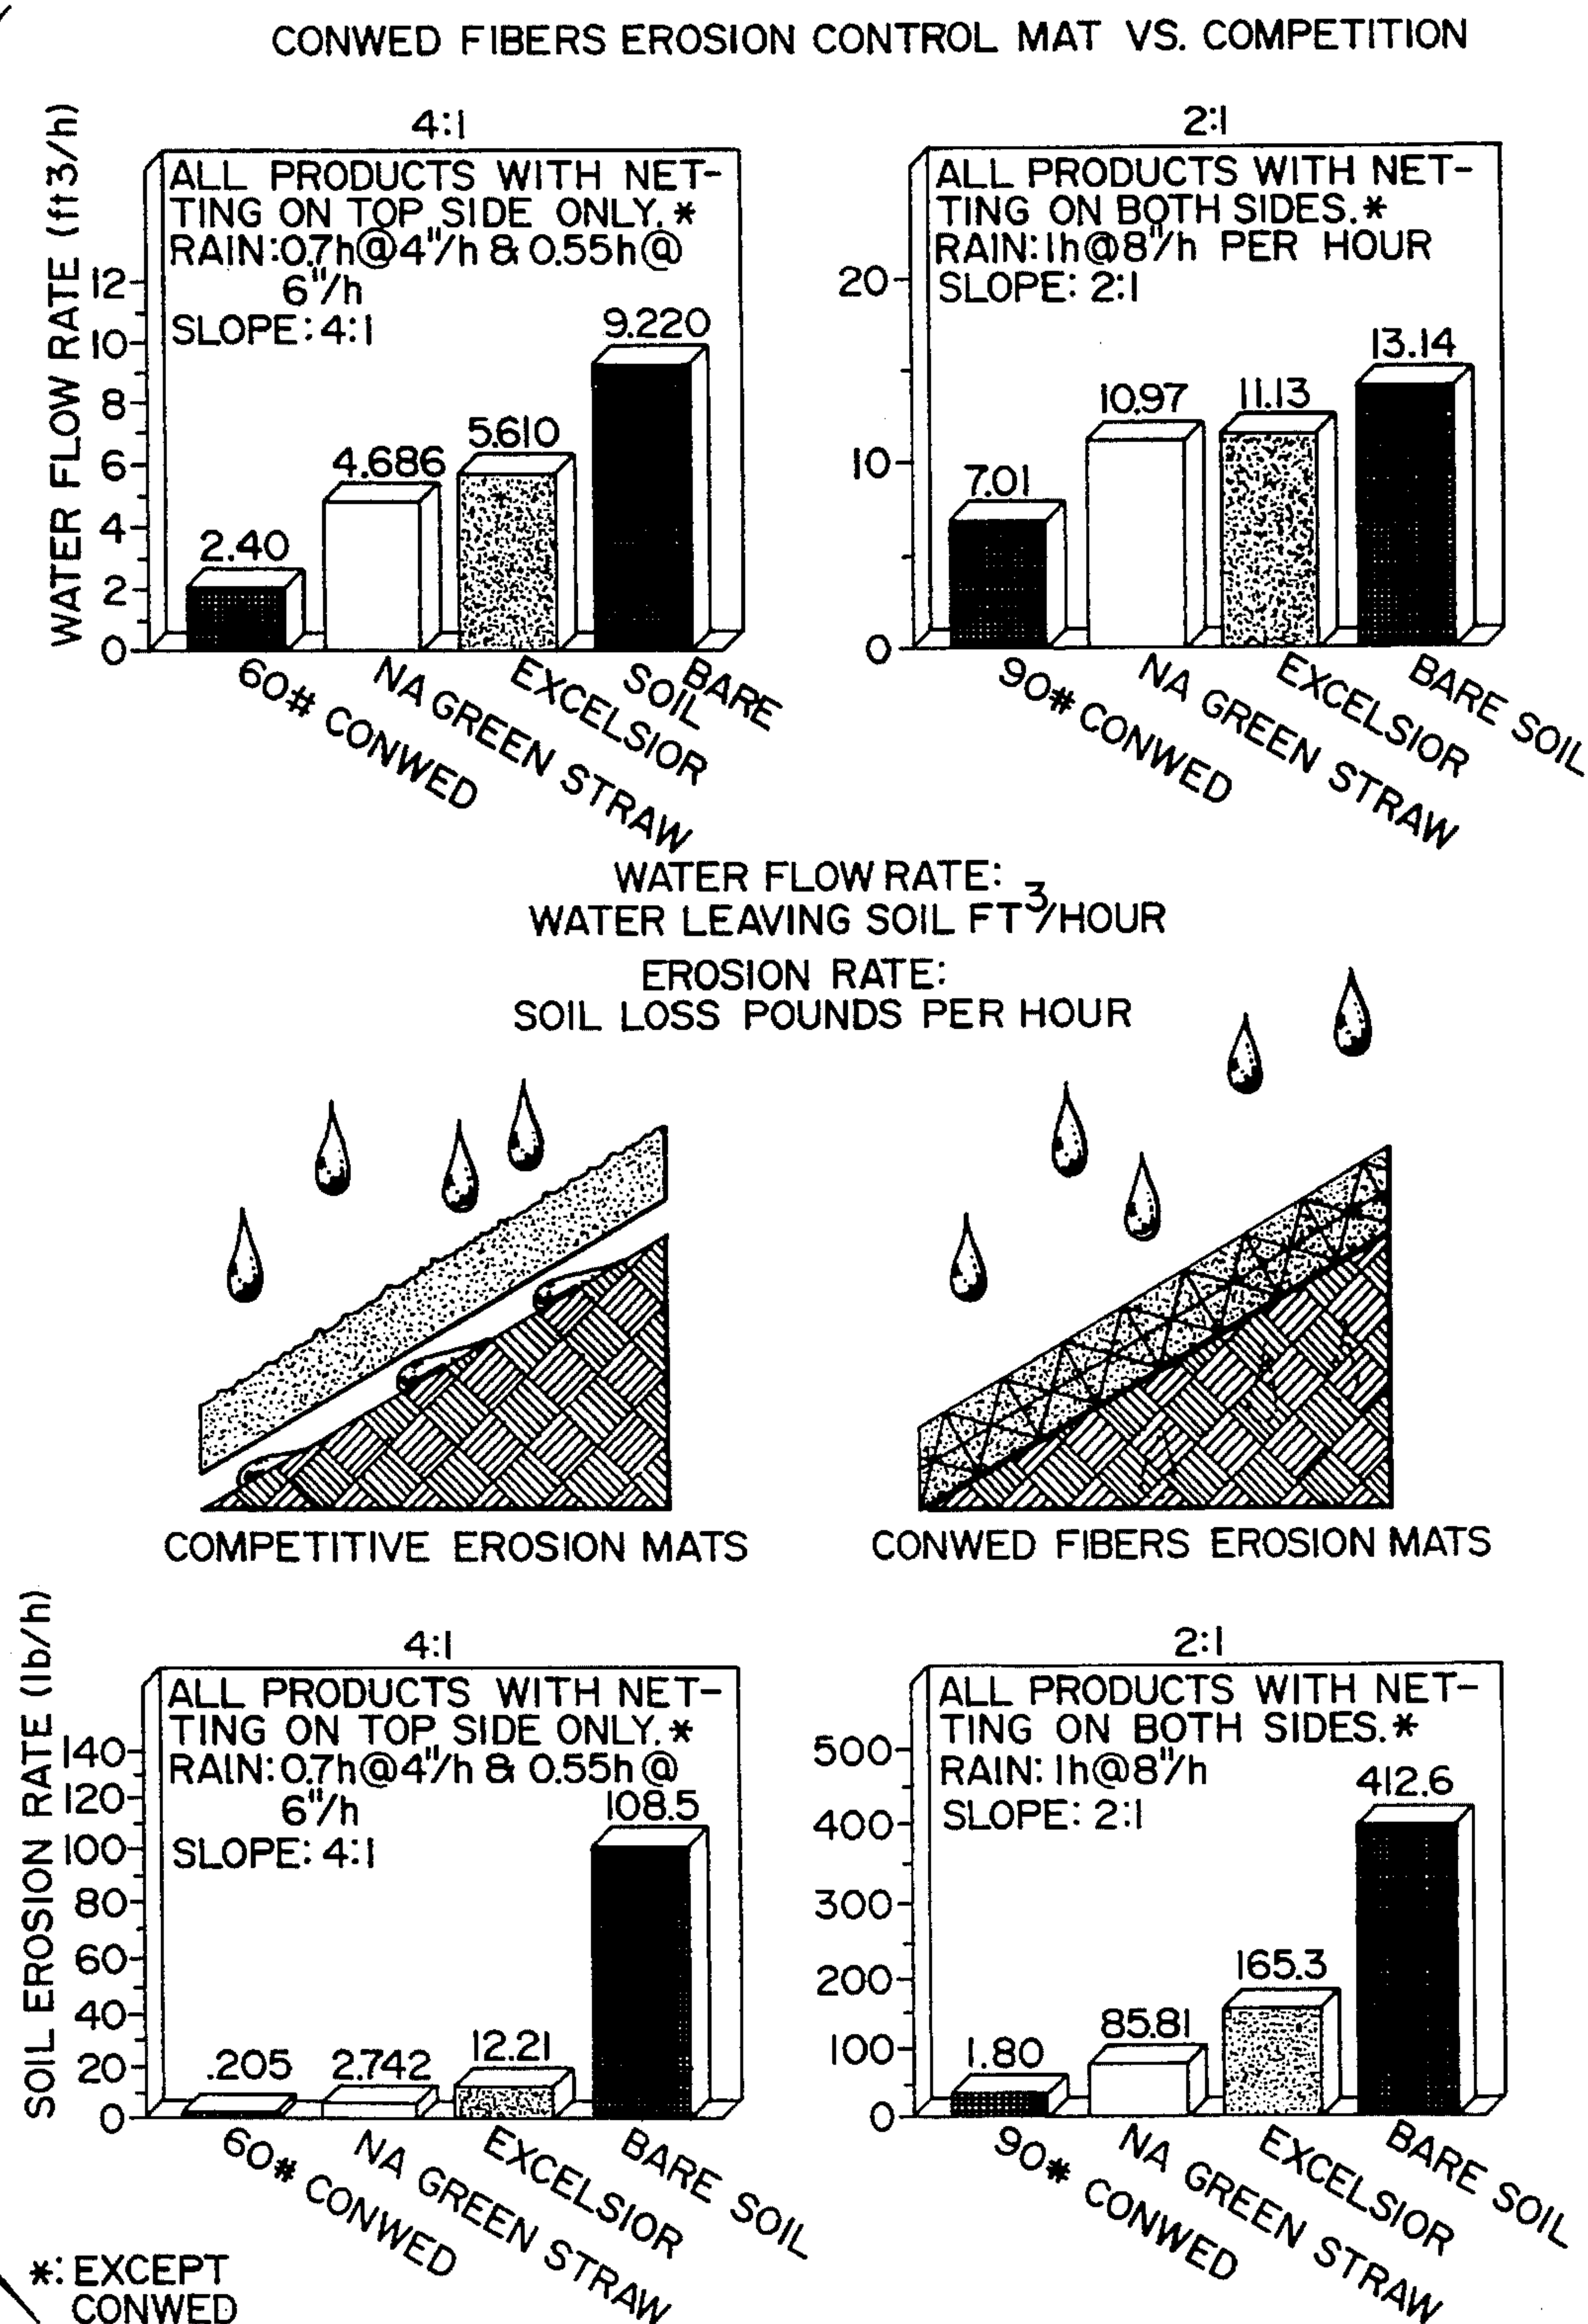 CONWED FIBERS EROSION CONTROL MAT VS. COMPETITION
4:1
WATER FLOW RATE (ft3/h)
ALL PRODUCTS WITH NET-
TING ON TOP SIDE ONLY.*
RAIN:0.7h@4"/h & 0.55h@
6"/h
SLOPE:4:1
12
10
8
6
4
2
0
2.40
4.686
5.610
9.220
60# CONWED
NA GREEN STRAW
EXCELSIOR
BARE
SOIL
2:1
ALL PRODUCTS WITH NET-
TING ON BOTH SIDES.*
RAIN:1h@8"/h PER HOUR
SLOPE: 2:1
20
10
0
7.01
10.97
11.13
13.14
90# CONWED
NA GREEN STRAW
EXCELSIOR
BARE SOIL
WATER FLOW RATE:
WATER LEAVING SOIL FT³/HOUR
EROSION RATE:
SOIL LOSS POUNDS PER HOUR
COMPETITIVE EROSION MATS
CONWED FIBERS EROSION MATS
4:1
SOIL EROSION RATE (lb/h)
ALL PRODUCTS WITH NET-
TING ON TOP SIDE ONLY.*
RAIN:0.7h@4"/h & 0.55h@
6"/h
SLOPE: 4:1
140
120
100
80
60
40
20
0
.205
2.742
12.21
108.5
60# CONWED
NA GREEN STRAW
EXCELSIOR
BARE SOIL
2:1
ALL PRODUCTS WITH NET-
TING ON BOTH SIDES.*
RAIN: 1h@8"/h
SLOPE: 2:1
500
400
300
200
100
0
1.80
85.81
165.3
412.6
90# CONWED
NA GREEN STRAW
EXCELSIOR
BARE SOIL
*: EXCEPT
CONWED